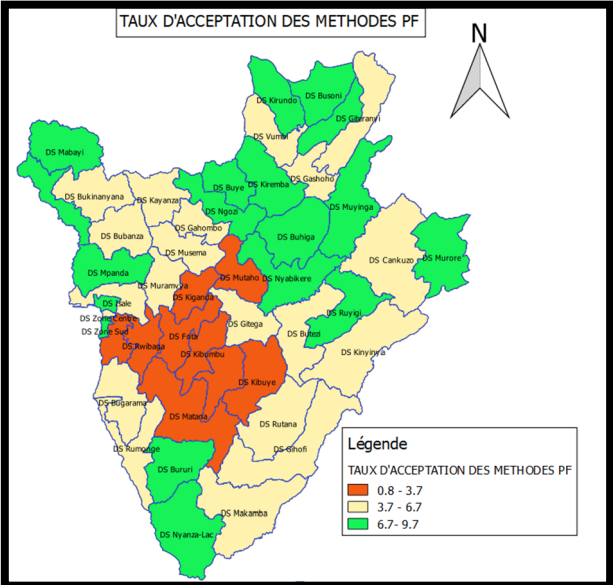 TAUX D'ACCEPTATION DES METHODES PF
N
DS Kirundo
DS Busoni
DS Giteranyi
DS Vumbi
DS Mabayi
DS Gashoho
DS Buye
DS Kiremba
DS Bukinanyana
DS Kayanza
DS Ngozi
DS Muyinga
DS Gahombo
DS Bubanza
DS Buhiga
DS Musema
DS Cankuzo
DS Murore
DS Mpanda
DS Mutaho
DS Nyabikere
DS Muramvya
DS Kiganda
DS Isale
DS Ruyigi
DS Zone Centre
DS Gitega
DS Zone Sud
DS Butezi
DS Fota
DS Rwibaga
DS Kibumbu
DS Kinyinya
DS Kibuye
DS Bugarama
DS Matana
DS Rutana
DS Rumonge
DS Gihofi
DS Bururi
DS Makamba
DS Nyanza-Lac
Légende
TAUX D'ACCEPTATION DES METHODES PF
0.8 - 3.7
3.7 - 6.7
6.7- 9.7